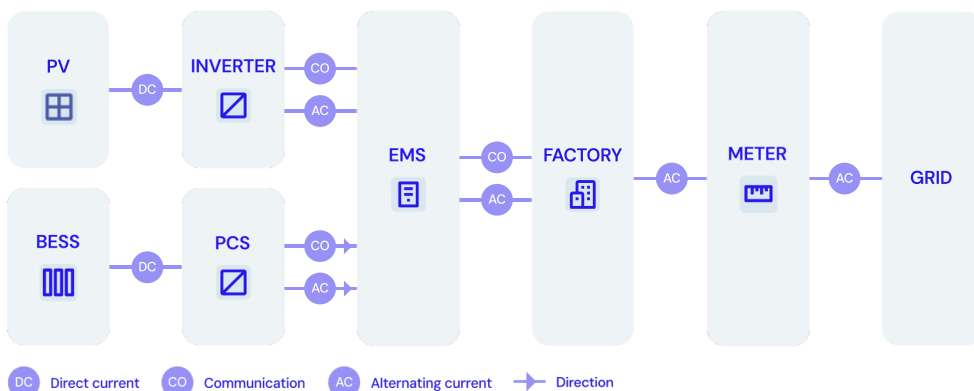 PV
DC
INVERTER
CO
AC
BESS
DC
PCS
CO
AC
EMS
CO
AC
FACTORY
AC
METER
AC
GRID
DC Direct current
CO Communication
AC Alternating current
Direction